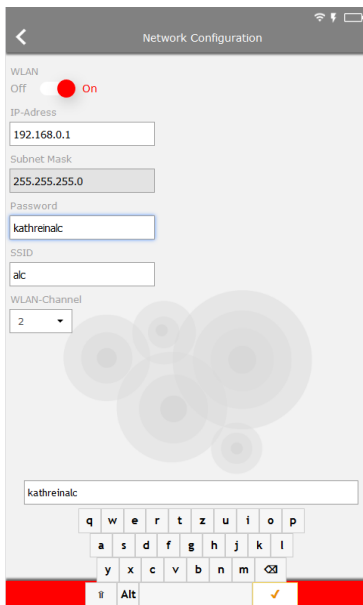 Network Configuration
WLAN
Off On
IP-Adress
192.168.0.1
Subnet Mask
255.255.255.0
Password
kathreinalc
SSID
alc
WLAN-Channel
2
kathreinalc
q w e r t z u i o p
a s d f g h j k l
y x c v b n m
Alt